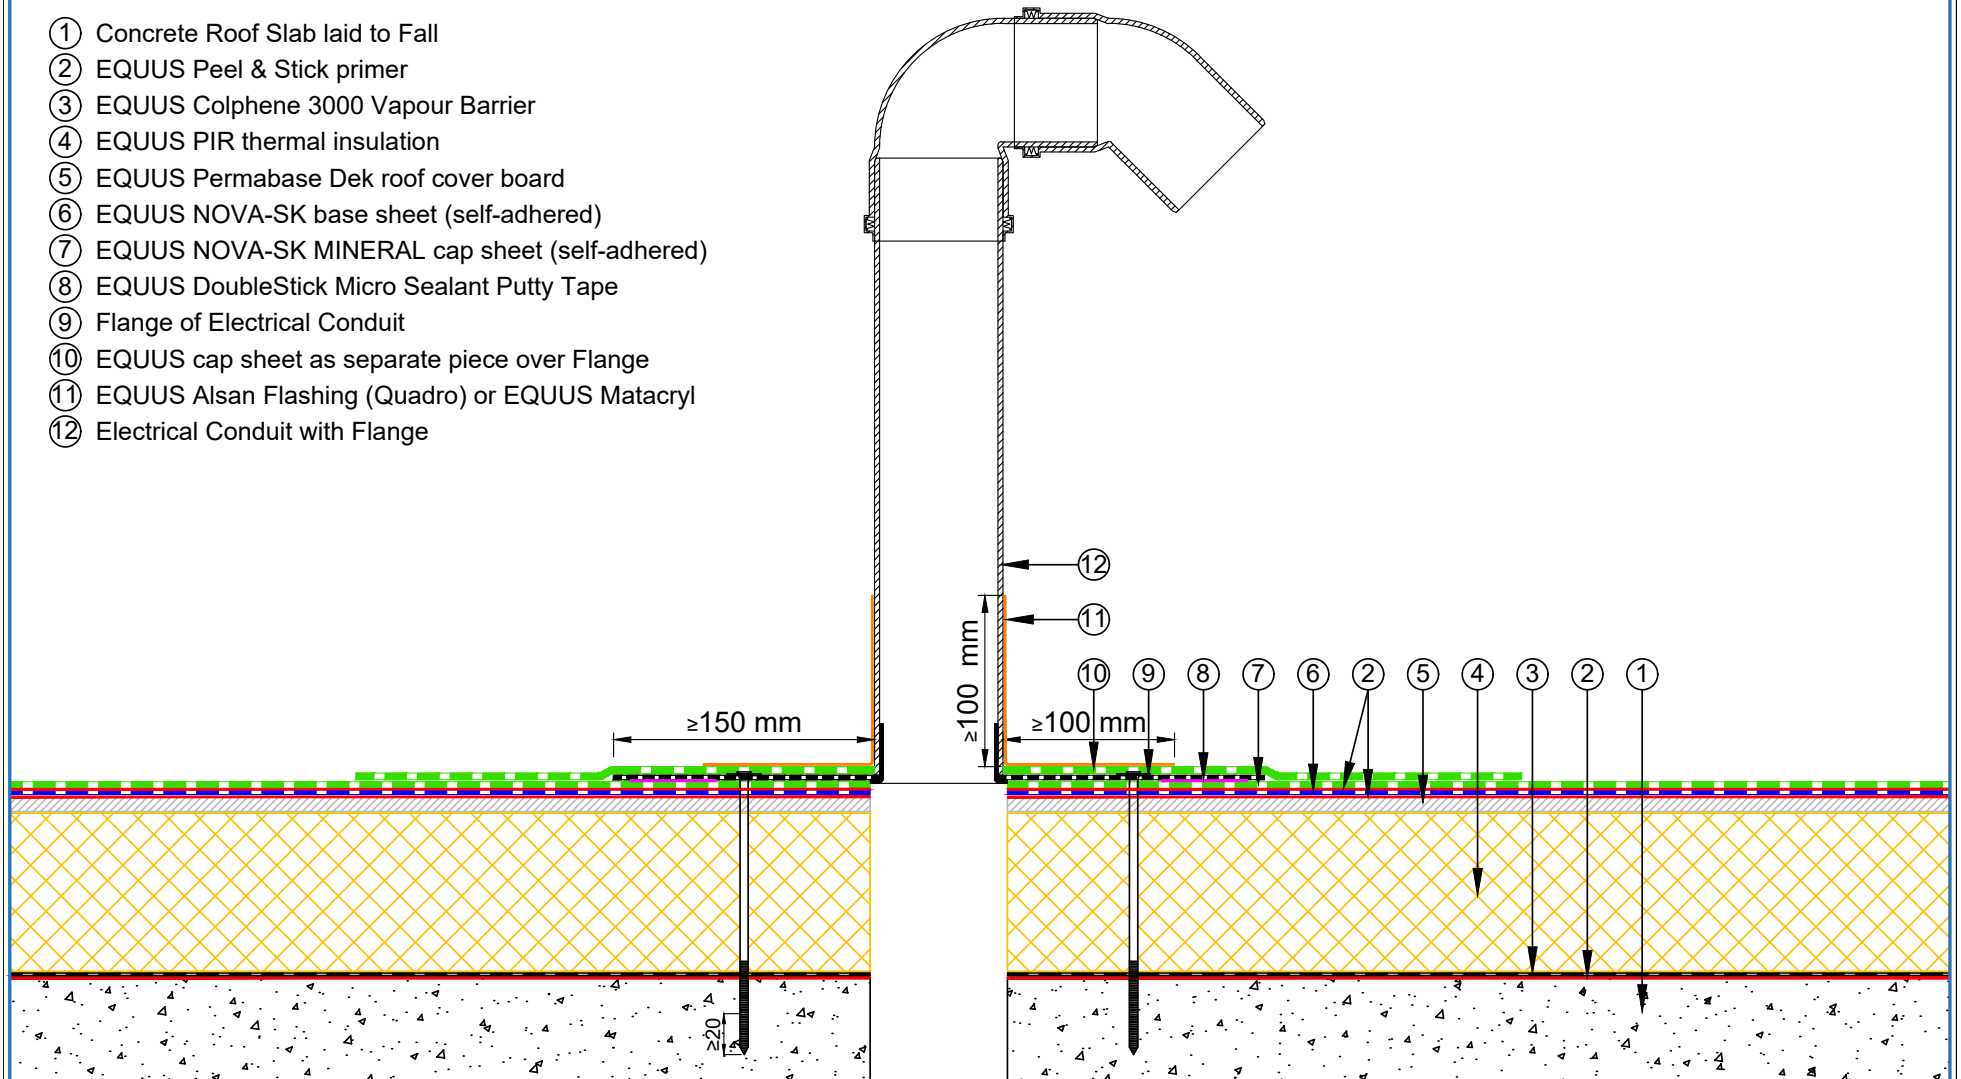 1 Concrete Roof Slab laid to Fall
2 EQUUS Peel & Stick primer
3 EQUUS Colphene 3000 Vapour Barrier
4 EQUUS PIR thermal insulation
5 EQUUS Permabase Dek roof cover board
6 EQUUS NOVA-SK base sheet (self-adhered)
7 EQUUS NOVA-SK MINERAL cap sheet (self-adhered)
8 EQUUS DoubleStick Micro Sealant Putty Tape
9 Flange of Electrical Conduit
10 EQUUS cap sheet as separate piece over Flange
11 EQUUS Alsan Flashing (Quadro) or EQUUS Matacryl
12 Electrical Conduit with Flange
12
11
≥100 mm
10 9 8 7 6 2 5 4 3 2 1
≥150 mm
≥100 mm
≥20